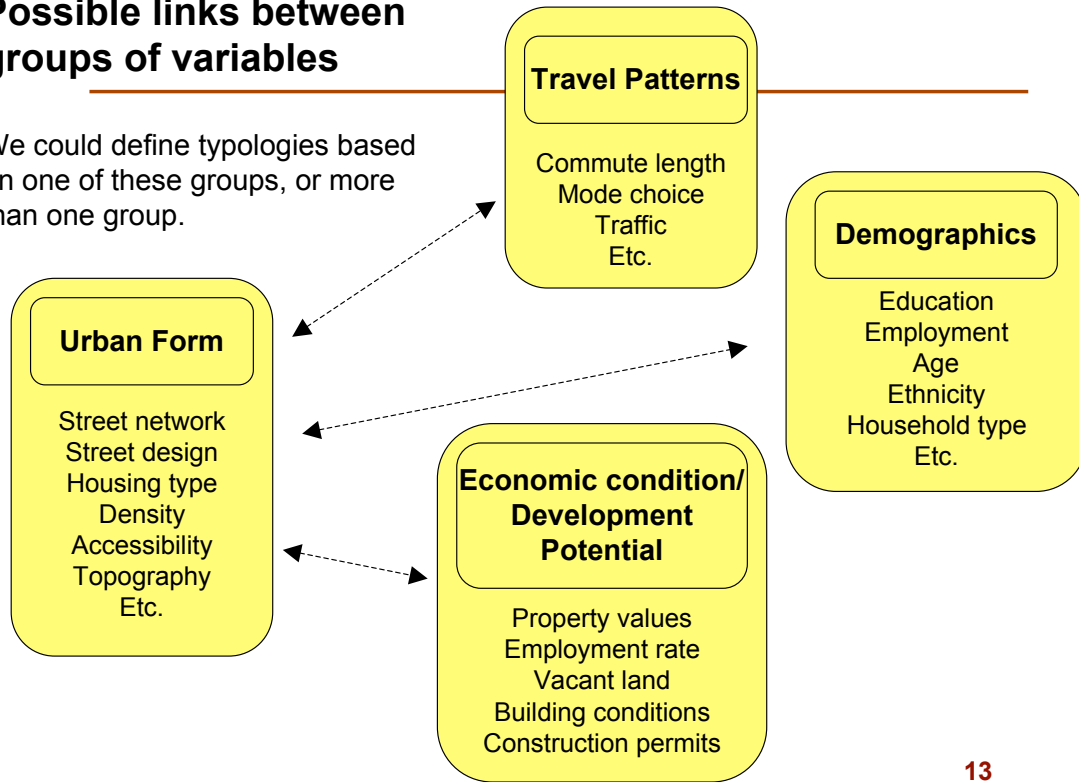 Possible links between
groups of variables
We could define typologies based
n one of these groups, or more
han one group.
Travel Patterns
Commute length
Mode choice
Traffic
Etc.
Demographics
Education
Employment
Age
Ethnicity
Household type
Etc.
Urban Form
Street network
Street design
Housing type
Density
Accessibility
Topography
Etc.
Economic condition/
Development
Potential
Property values
Employment rate
Vacant land
Building conditions
Construction permits
13